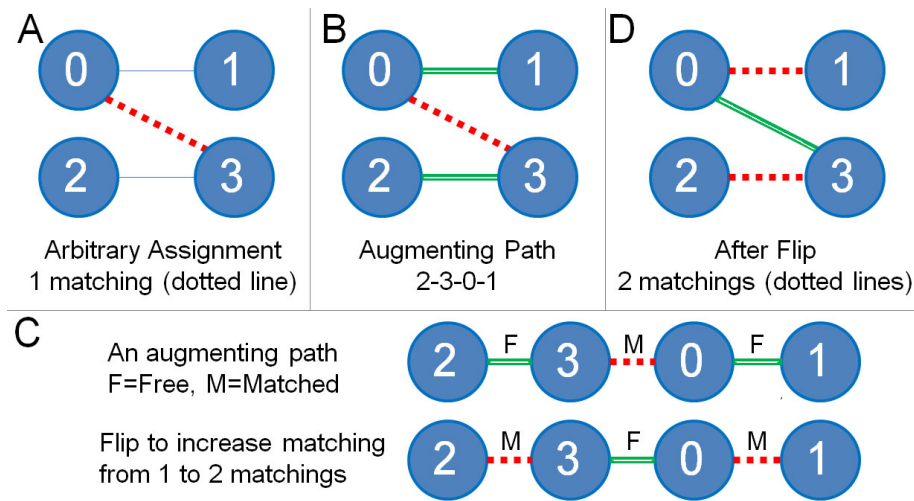 A
0
1
2
3
Arbitrary Assignment
1 matching (dotted line)
B
0
1
2
3
Augmenting Path
2-3-0-1
D
0
1
2
3
After Flip
2 matchings (dotted lines)
C
An augmenting path
F=Free, M=Matched
2 F 3 M 0 F 1
Flip to increase matching
from 1 to 2 matchings
2 M 3 F 0 M 1